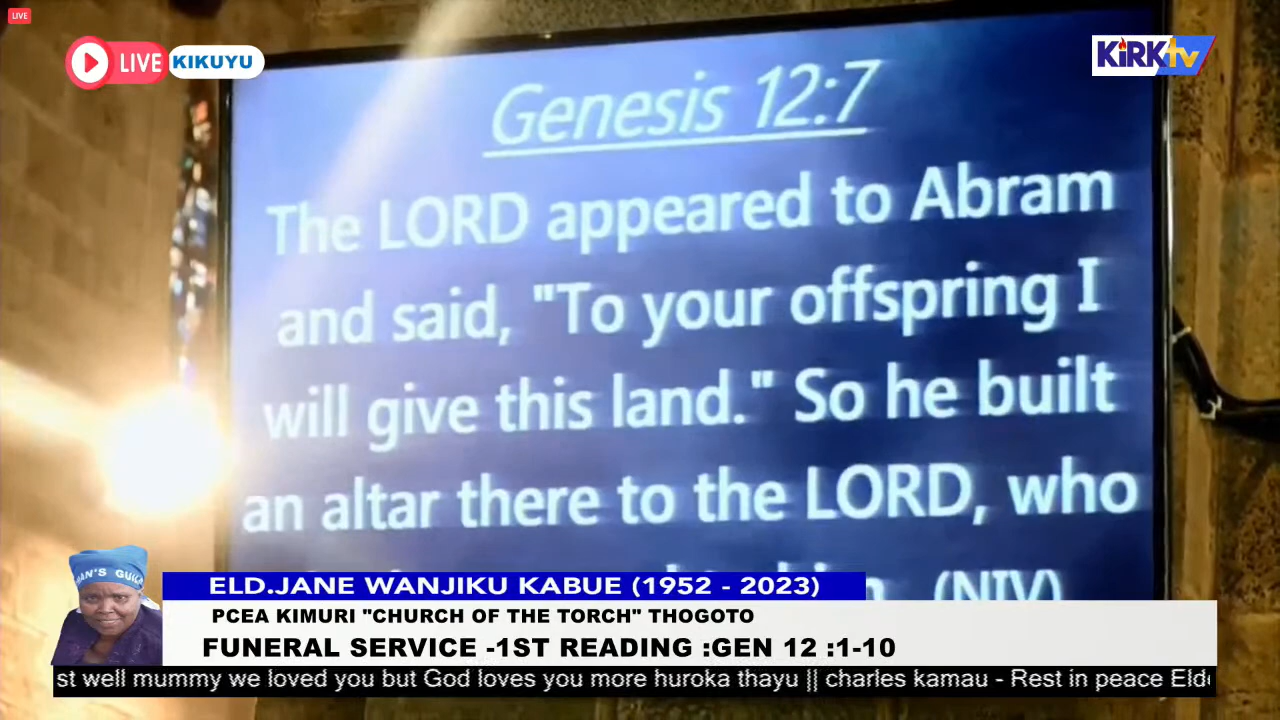 LIVE
LIVE KIKUYU
KiRKtv
Genesis 12:7
The LORD appeared to Abram
and said, "To your offspring I
will give this land." So he built
an altar there to the LORD, who
(NIV)
ELD.JANE WANJIKU KABUE (1952 - 2023)
PCEA KIMURI "CHURCH OF THE TORCH" THOGOTO
FUNERAL SERVICE -1ST READING :GEN 12 :1-10
st well mummy we loved you but God loves you more huroka thayu || charles kamau - Rest in peace Eld